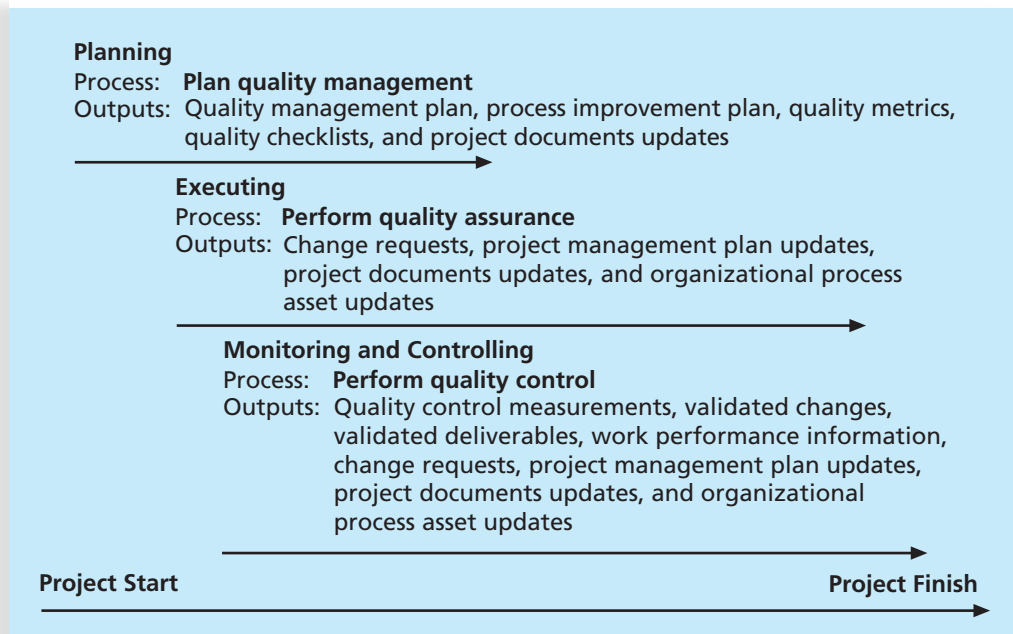 Planning
Process: Plan quality management
Outputs: Quality management plan, process improvement plan, quality metrics,
quality checklists, and project documents updates
Executing
Process: Perform quality assurance
Outputs: Change requests, project management plan updates,
project documents updates, and organizational process
asset updates
Monitoring and Controlling
Process: Perform quality control
Outputs: Quality control measurements, validated changes,
validated deliverables, work performance information,
change requests, project management plan updates,
project documents updates, and organizational
process asset updates
Project Start Project Finish